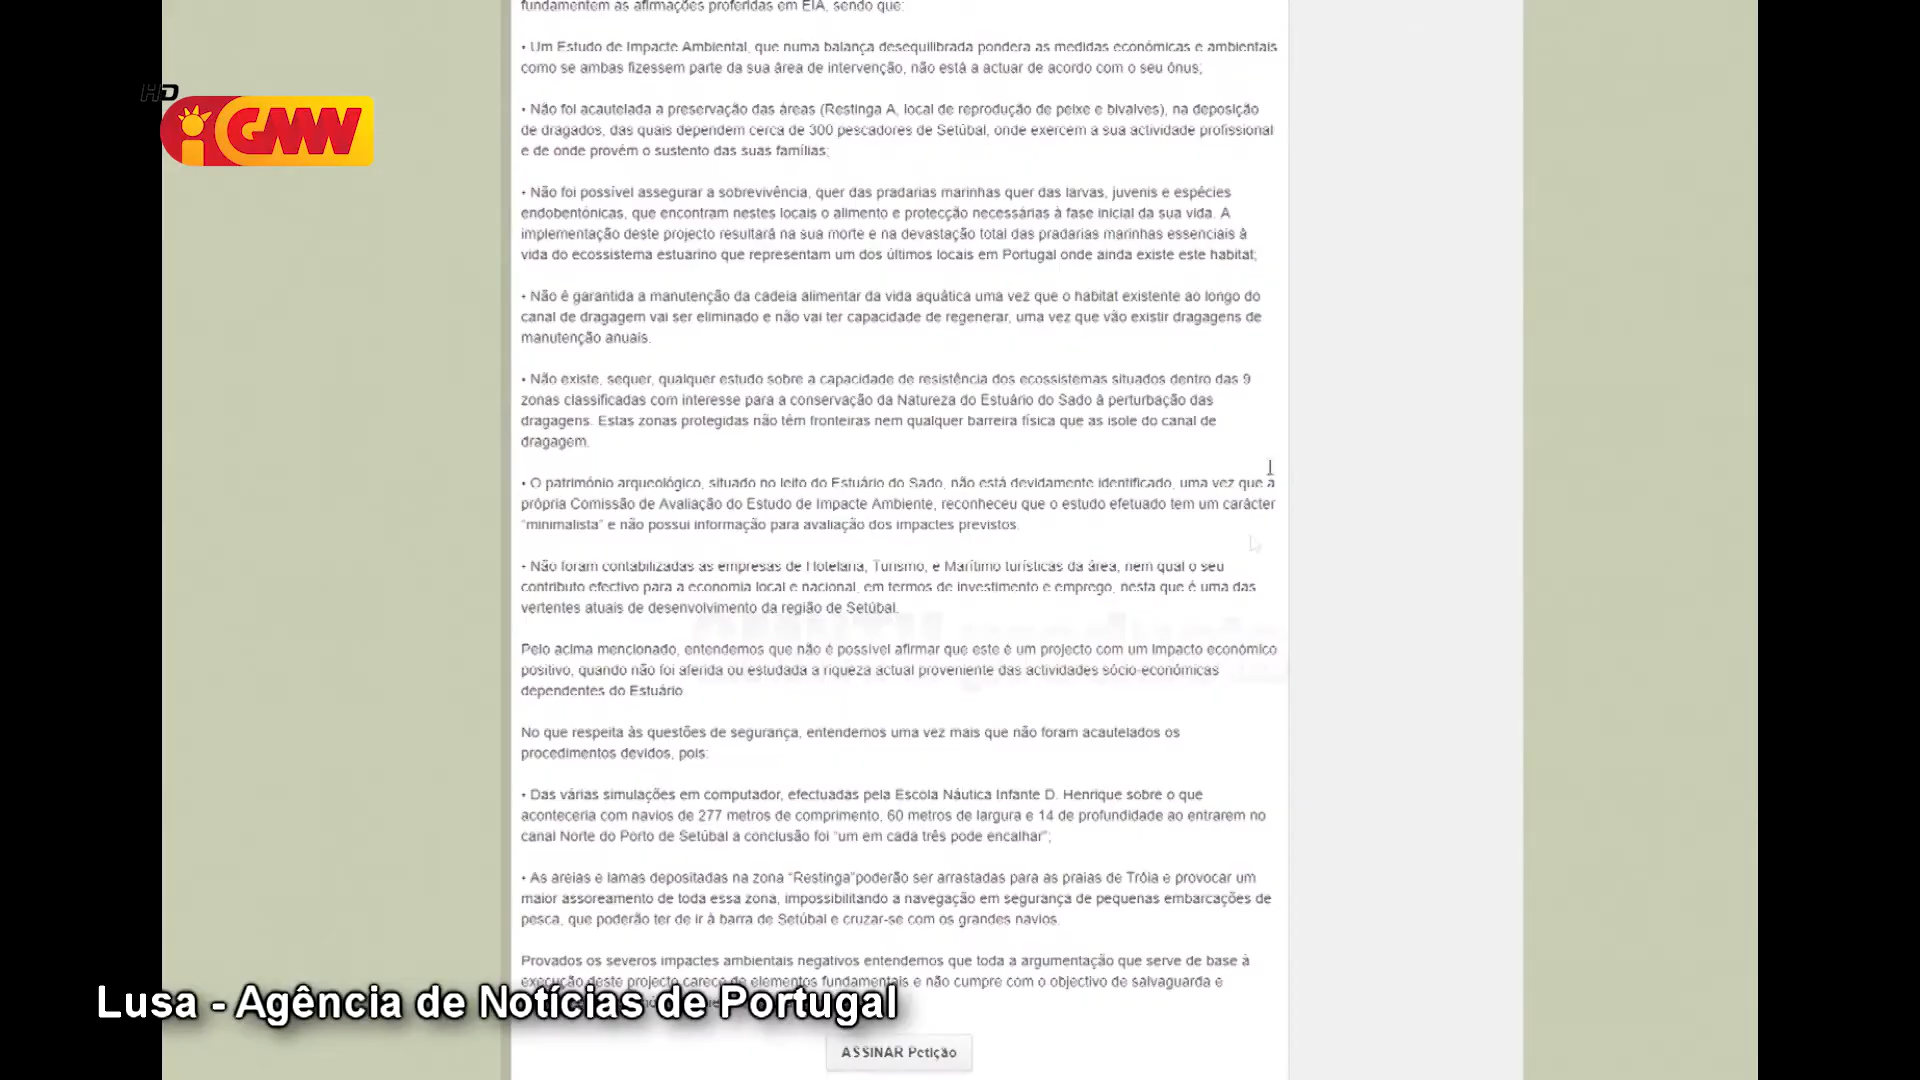 fundamentem as afirmações proferidas em EIA, sendo que:
• Um Estudo de Impacte Ambiental, que numa balança desequilibrada pondera as medidas económicas e ambientais
como se ambas fizessem parte da sua área de intervenção, não está a actuar de acordo com o seu ónus;
HD
iGMW
• Não foi acautelada a preservação das áreas (Restinga A, local de reprodução de peixe e bivalves), na deposição
de dragados, das quais dependem cerca de 300 pescadores de Setúbal, onde exercem a sua actividade profissional
e de onde provém o sustento das suas famílias;
• Não foi possível assegurar a sobrevivência, quer das pradarias marinhas quer das larvas, juvenis e espécies
endobentónicas, que encontram nestes locais o alimento e protecção necessárias à fase inicial da sua vida. A
implementação deste projecto resultará na sua morte e na devastação total das pradarias marinhas essenciais à
vida do ecossistema estuarino que representam um dos últimos locais em Portugal onde ainda existe este habitat;
• Não é garantida a manutenção da cadeia alimentar da vida aquática uma vez que o habitat existente ao longo do
canal de dragagem vai ser eliminado e não vai ter capacidade de regenerar, uma vez que vão existir dragagens de
manutenção anuais.
• Não existe, sequer, qualquer estudo sobre a capacidade de resistência dos ecossistemas situados dentro das 9
zonas classificadas com interesse para a conservação da Natureza do Estuário do Sado à perturbação das
dragagens. Estas zonas protegidas não têm fronteiras nem qualquer barreira física que as isole do canal de
dragagem.
• O património arqueológico, situado no leito do Estuário do Sado, não está devidamente identificado, uma vez que a
própria Comissão de Avaliação do Estudo de Impacte Ambiente, reconheceu que o estudo efetuado tem um carácter
“minimalista” e não possui informação para avaliação dos impactes previstos.
• Não foram contabilizadas as empresas de Hotelaria, Turismo, e Marítimo turísticas da área, nem qual o seu
contributo efectivo para a economia local e nacional, em termos de investimento e emprego, nesta que é uma das
vertentes atuais de desenvolvimento da região de Setúbal.
Pelo acima mencionado, entendemos que não é possível afirmar que este é um projecto com um impacto económico
positivo, quando não foi aferida ou estudada a riqueza actual proveniente das actividades sócio-económicas
dependentes do Estuário
No que respeita às questões de segurança, entendemos uma vez mais que não foram acautelados os
procedimentos devidos, pois:
• Das várias simulações em computador, efectuadas pela Escola Náutica Infante D. Henrique sobre o que
aconteceria com navios de 277 metros de comprimento, 60 metros de largura e 14 de profundidade ao entrarem no
canal Norte do Porto de Setúbal a conclusão foi “um em cada três pode encalhar”;
• As areias e lamas depositadas na zona “Restinga”poderão ser arrastadas para as praias de Tróia e provocar um
maior assoreamento de toda essa zona, impossibilitando a navegação em segurança de pequenas embarcações de
pesca, que poderão ter de ir à barra de Setúbal e cruzar-se com os grandes navios.
Provados os severos impactes ambientais negativos entendemos que toda a argumentação que serve de base à
execução deste projecto carece de elementos fundamentais e não cumpre com o objectivo de salvaguarda e
Lusa - Agência de Notícias de Portugal
ASSINAR Petição